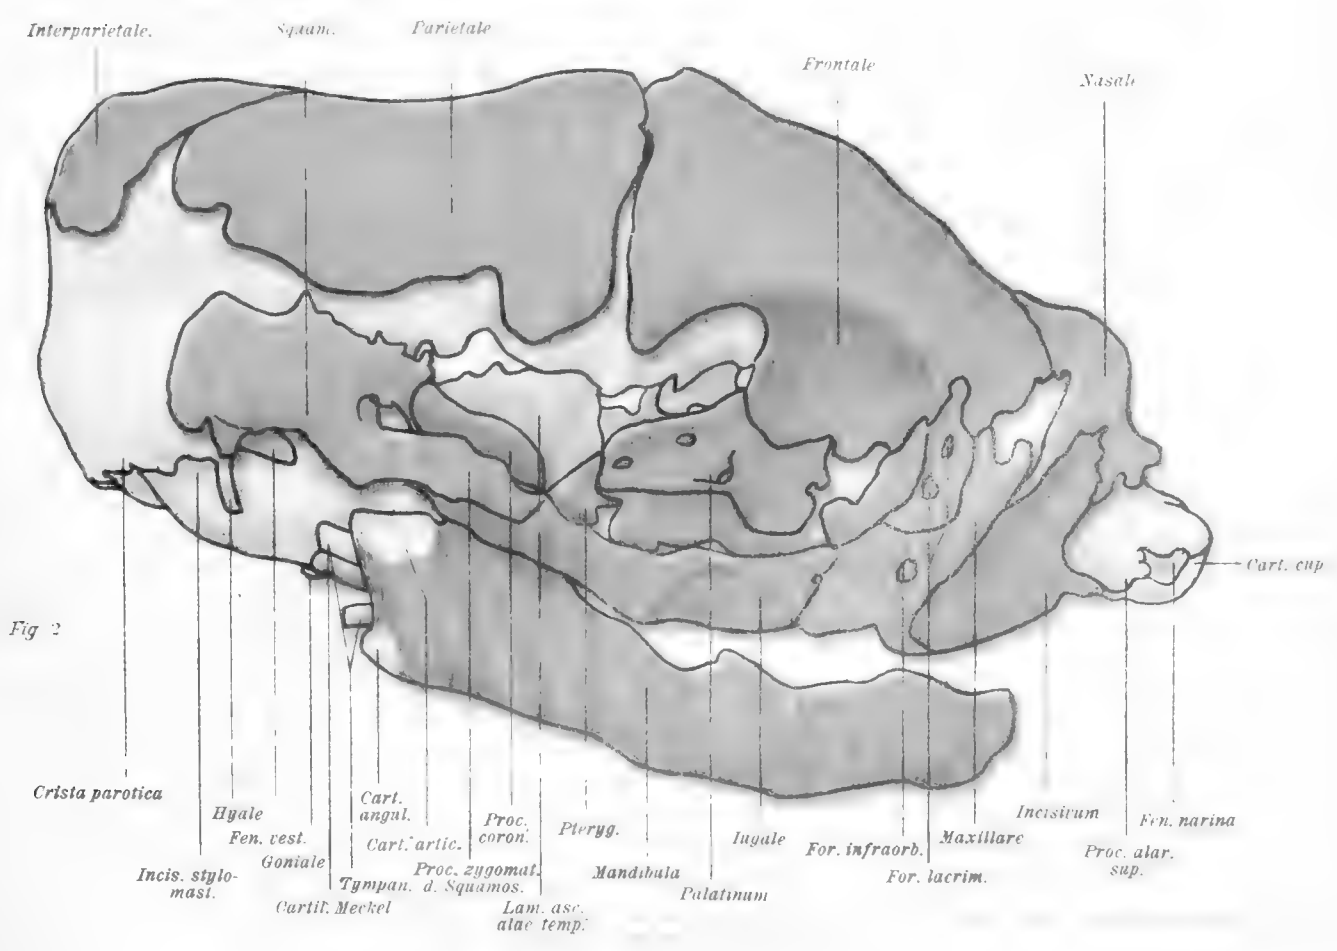 Interparietale.
Squam.
Parietale
Frontale
Nasale
Cart. cup
Fig 2
Crista parotica
Hyale
Fen. vest.
Goniale
Incis. stylo-
mast.
Cartil. Meckel
Tympan.
Cart.
angul.
Cart. artic.
Proc. zygomat.
d. Squamos.
Proc.
coron.
Lam. asc.
alae temp.
Pteryg.
Mandibula
Palatinum
Iugale
For. infraorb.
For. lacrim.
Maxillare
Incisivum
Proc. alar.
sup.
Fen. narina